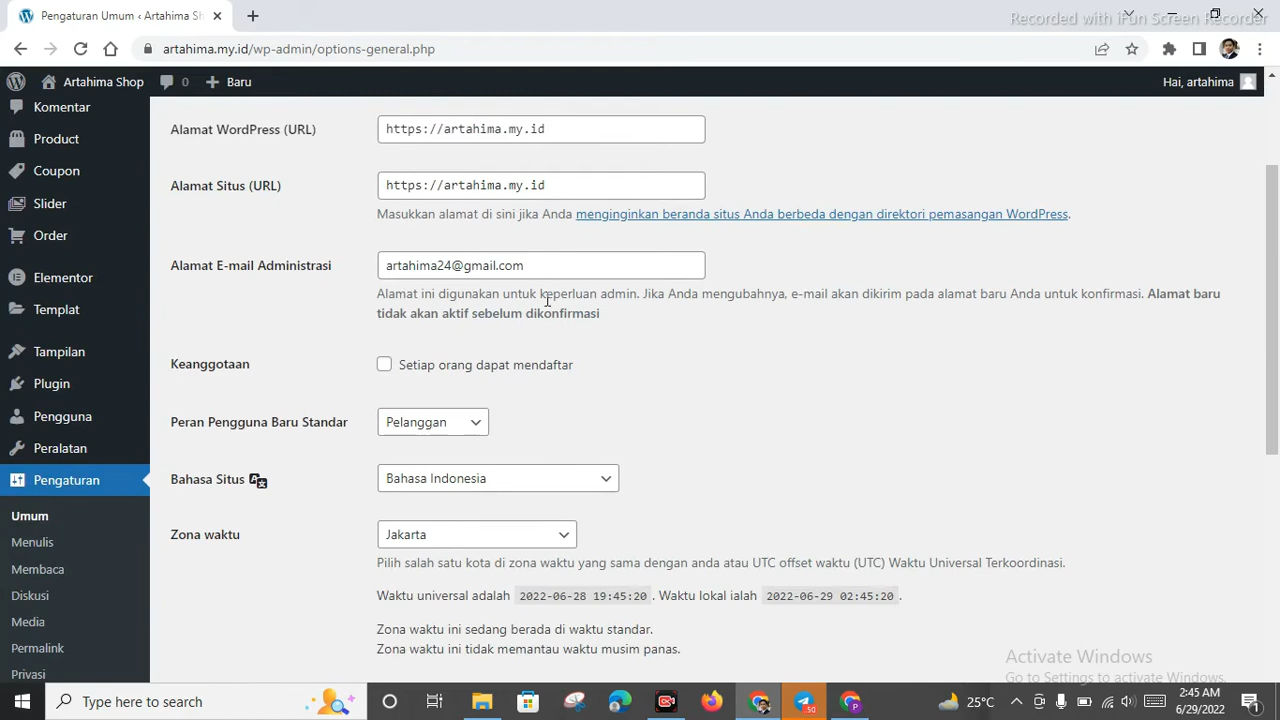 Pengaturan Umum ‹ Artahima Sh
Recorded with iFun Screen Recorder
artahima.my.id/wp-admin/options-general.php
Artahima Shop
0
Baru
Hai, artahima
Komentar
Product
Coupon
Slider
Order
Elementor
Templat
Tampilan
Plugin
Pengguna
Peralatan
Pengaturan
Umum
Menulis
Membaca
Diskusi
Media
Permalink
Privasi
Alamat WordPress (URL)
https://artahima.my.id
Alamat Situs (URL)
https://artahima.my.id
Masukkan alamat di sini jika Anda menginginkan beranda situs Anda berbeda dengan direktori pemasangan WordPress.
Alamat E-mail Administrasi
artahima24@gmail.com
Alamat ini digunakan untuk keperluan admin. Jika Anda mengubahnya, e-mail akan dikirim pada alamat baru Anda untuk konfirmasi. Alamat baru
tidak akan aktif sebelum dikonfirmasi
Keanggotaan
Setiap orang dapat mendaftar
Peran Pengguna Baru Standar
Pelanggan
Bahasa Situs
Bahasa Indonesia
Zona waktu
Jakarta
Pilih salah satu kota di zona waktu yang sama dengan anda atau UTC offset waktu (UTC) Waktu Universal Terkoordinasi.
Waktu universal adalah 2022-06-28 19:45:20 . Waktu lokal ialah 2022-06-29 02:45:20 .
Zona waktu ini sedang berada di waktu standar.
Zona waktu ini tidak memantau waktu musim panas.
Activate Windows
Go to Settings to activate Windows.
Type here to search
25°C
2:45 AM
6/29/2022